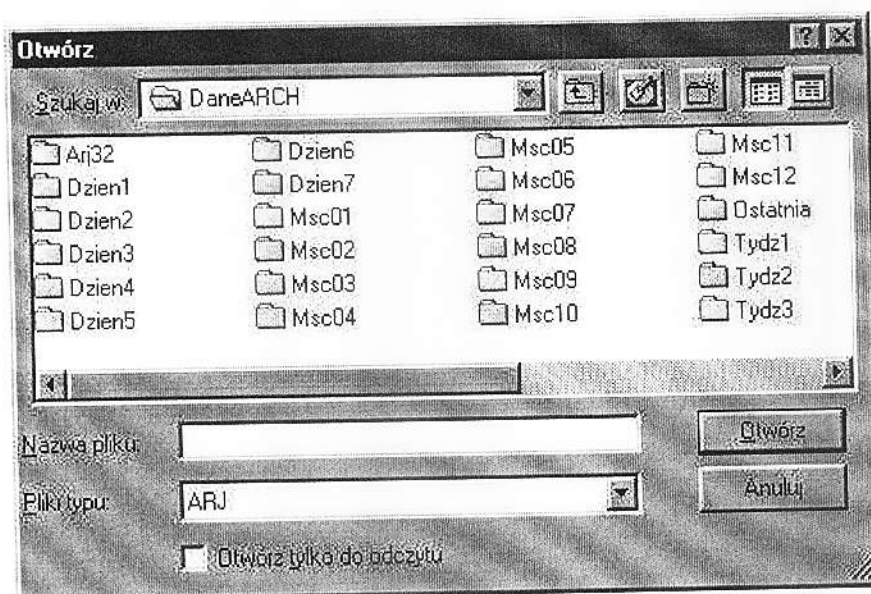 Otwórz
Szukaj w: DaneARCH
Arj32 Dzien6 Msc05 Msc11
Dzien1 Dzien7 Msc06 Msc12
Dzien2 Msc01 Msc07 Ostatnia
Dzien3 Msc02 Msc08 Tydz1
Dzien4 Msc03 Msc09 Tydz2
Dzien5 Msc04 Msc10 Tydz3
Nazwa pliku: Otwórz
Pliki typu: ARJ Anuluj
Otwórz tylko do odczytu